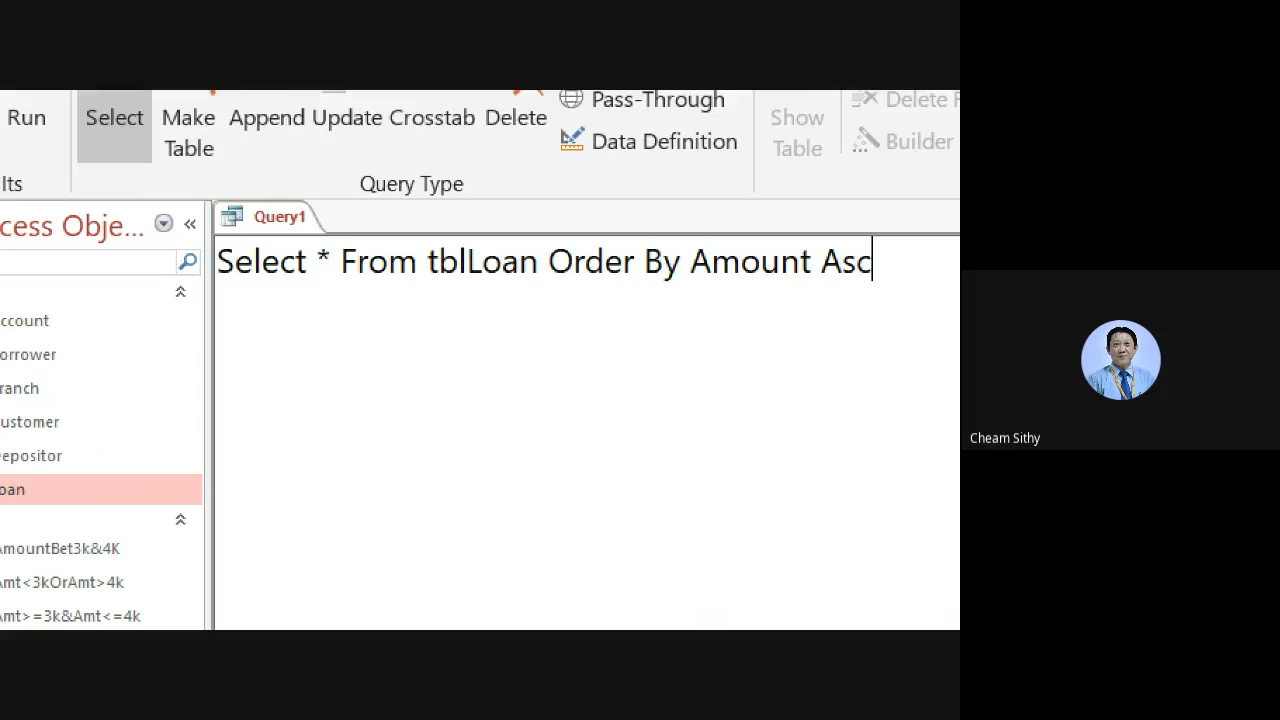 Pass-Through
Delete
Run
Select
Make
Table
Append
Update
Crosstab
Delete
Data Definition
Show
Table
Builder
lts
Query Type
cess Obje...
Query1
Select * From tblLoan Order By Amount Asc
ccount
orrower
ranch
ustomer
epositor
oan
AmountBet3k&4K
Amt<3kOrAmt>4k
Amt>=3k&Amt<=4k
Cheam Sithy